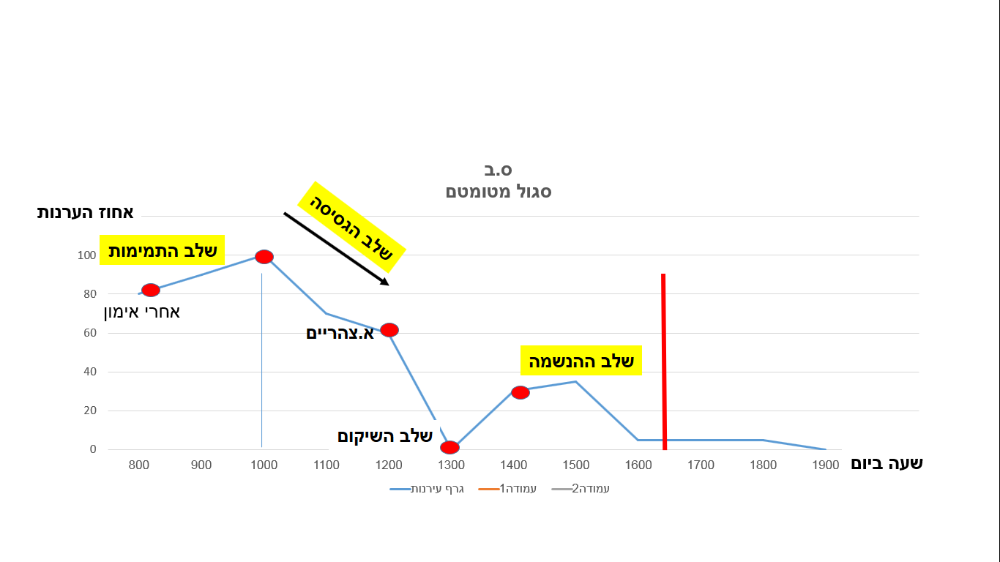 ס.ב
סגול מטומטם
אחוז הערנות
שלב התמימות
שלב הגסיסה
אחרי אימון
א.צהריים
שלב ההנשמה
שלב השיקום
100
80
60
40
20
0
800 900 1000 1100 1200 1300 1400 1500 1600 1700 1800 1900
שעה ביום
גרף עירנות עמודה1 עמודה2